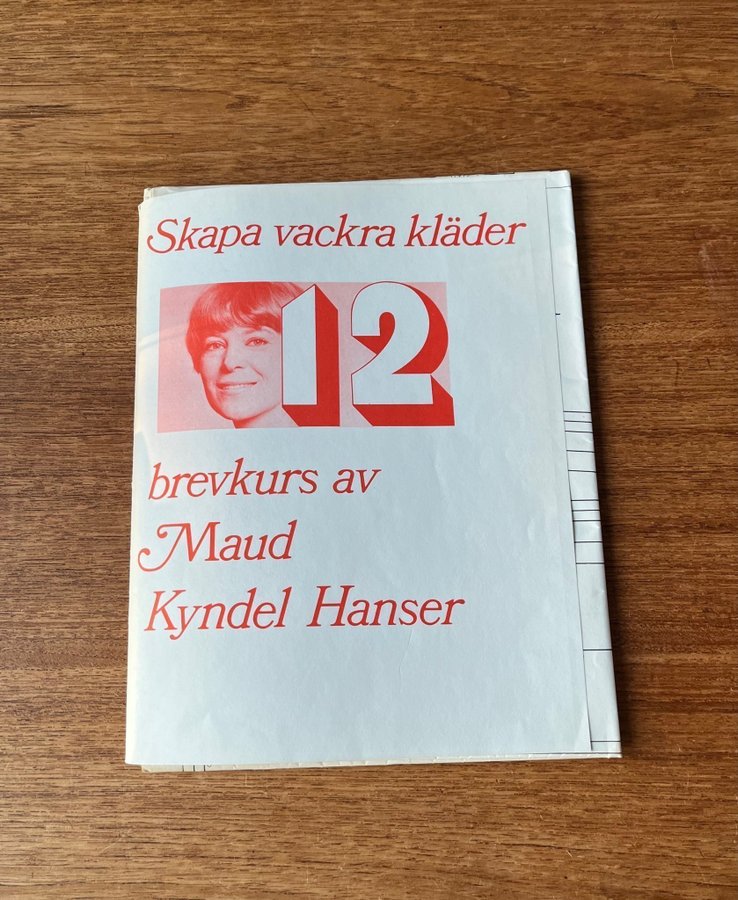 Skapa vackra kläder
12
brevkurs av
Maud
Kyndel Hanser